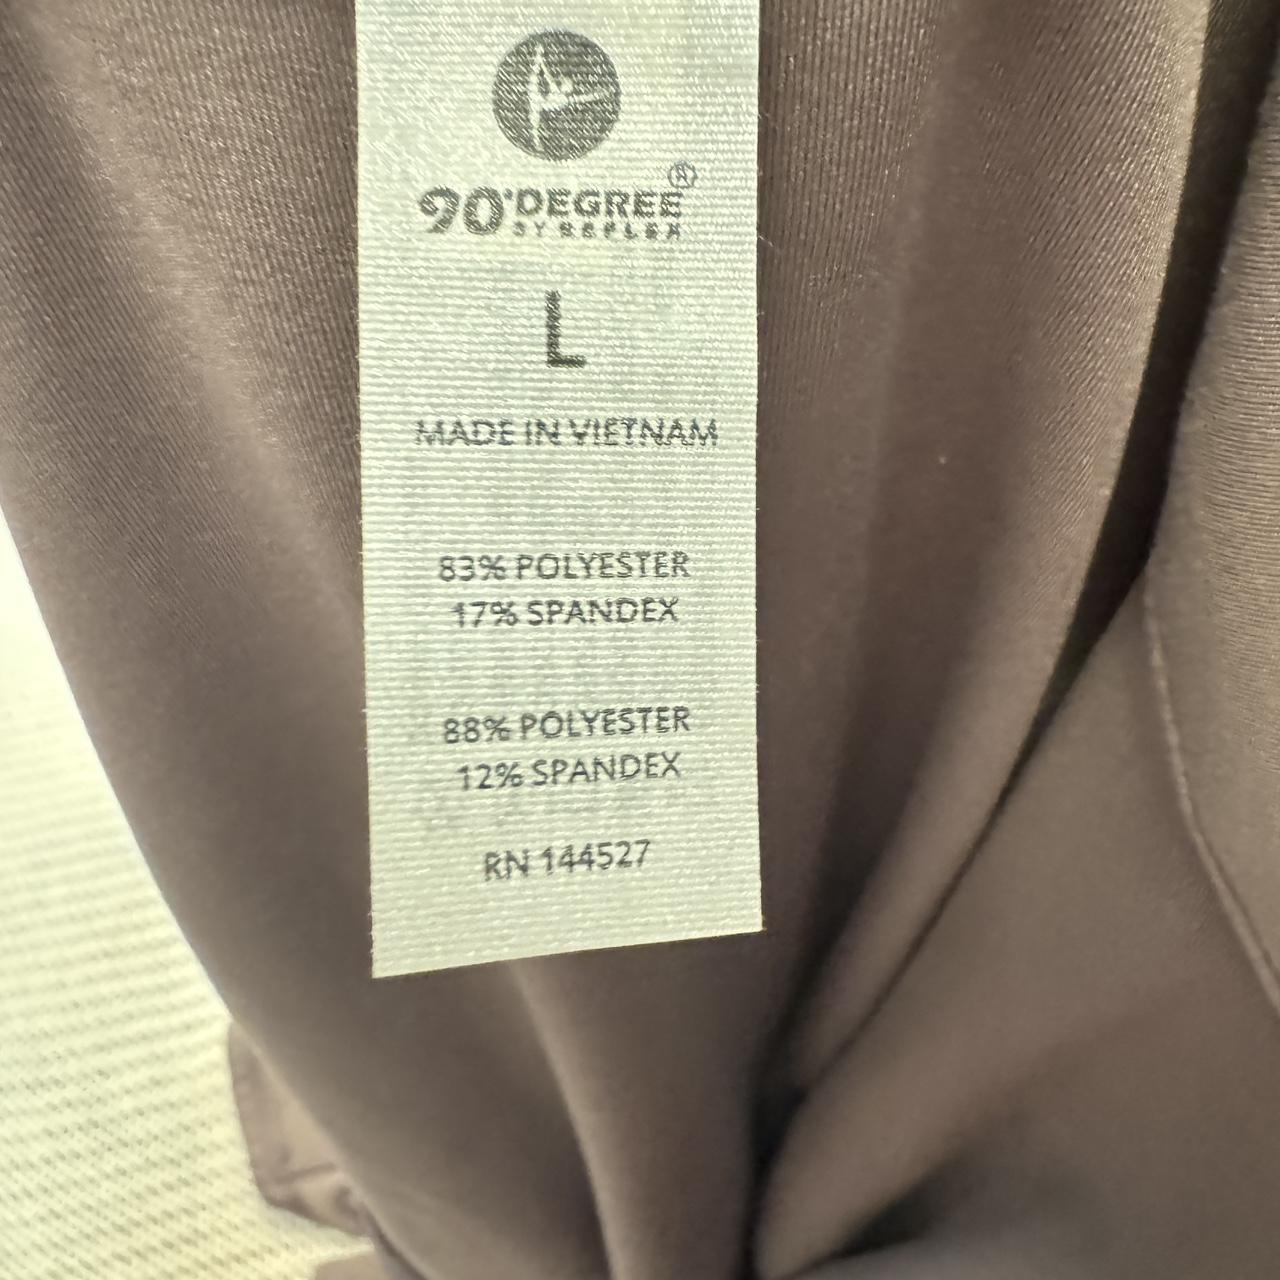 90°DEGREE®
BY REFLEX
L
MADE IN VIETNAM
83% POLYESTER
17% SPANDEX
88% POLYESTER
12% SPANDEX
RN 144527